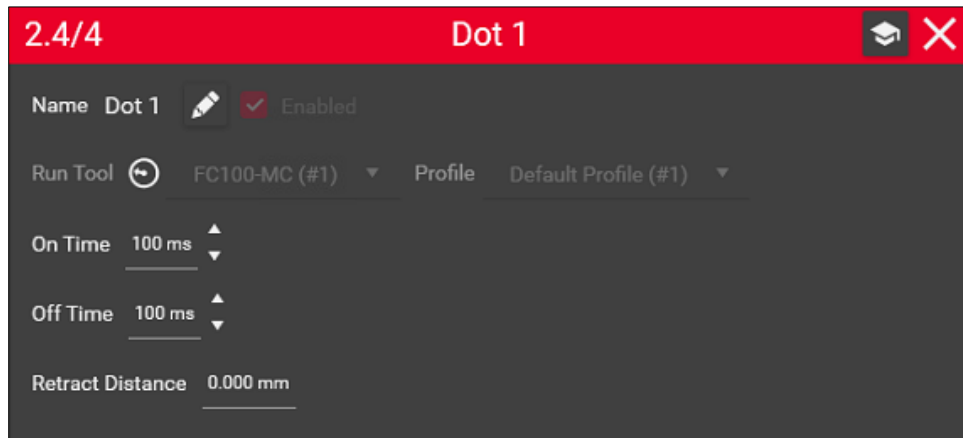 2.4/4 Dot 1
Name Dot 1 Enabled
Run Tool FC100-MC (#1) Profile Default Profile (#1)
On Time 100 ms
Off Time 100 ms
Retract Distance 0.000 mm